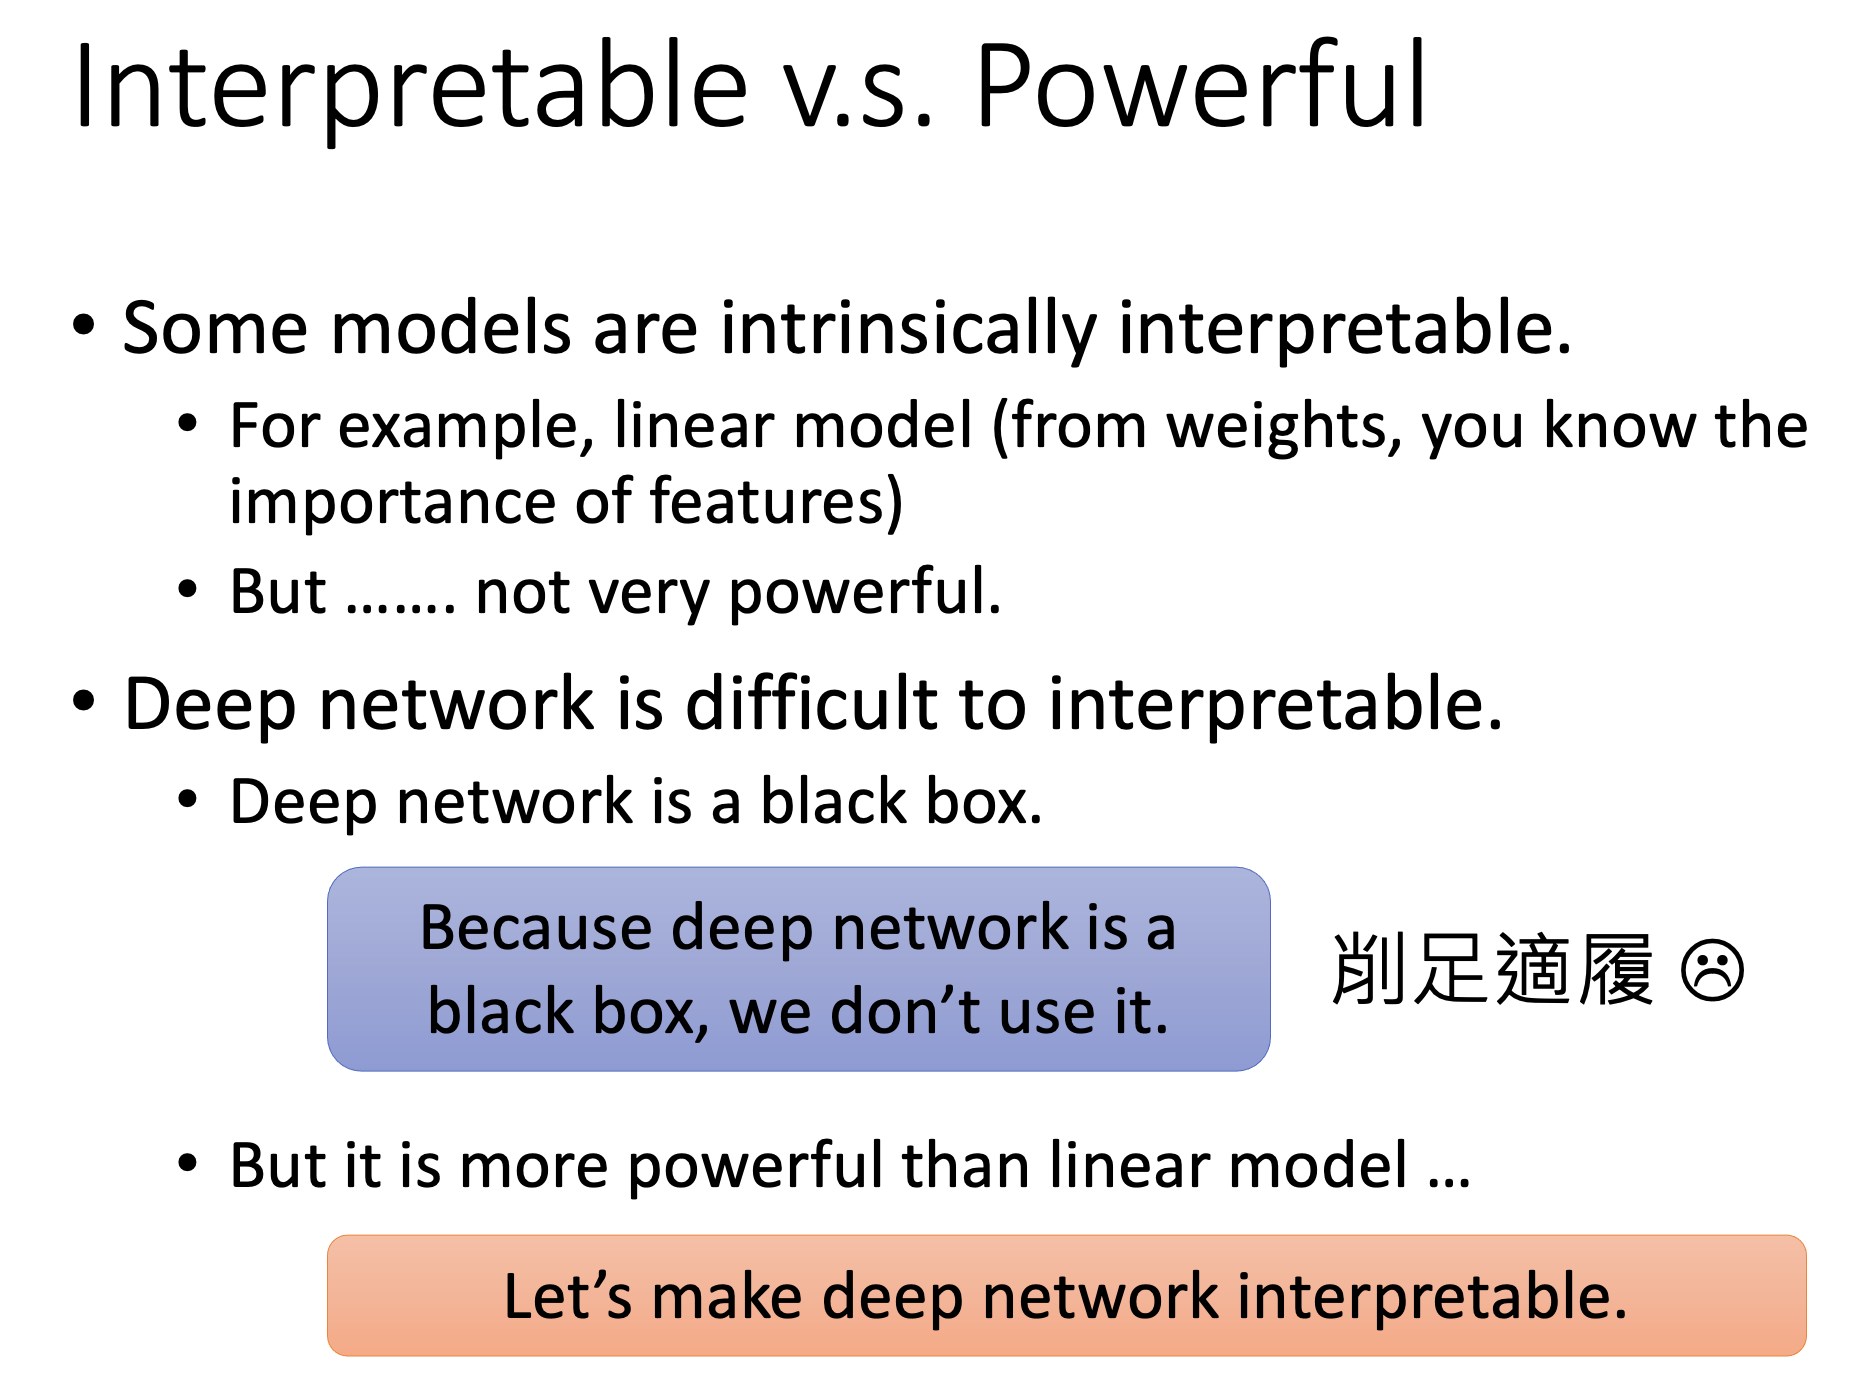 Interpretable v.s. Powerful
• Some models are intrinsically interpretable.
• For example, linear model (from weights, you know the
importance of features)
• But ……. not very powerful.
• Deep network is difficult to interpretable.
• Deep network is a black box.
Because deep network is a
black box, we don’t use it.
削足適履 ☹
• But it is more powerful than linear model …
Let’s make deep network interpretable.